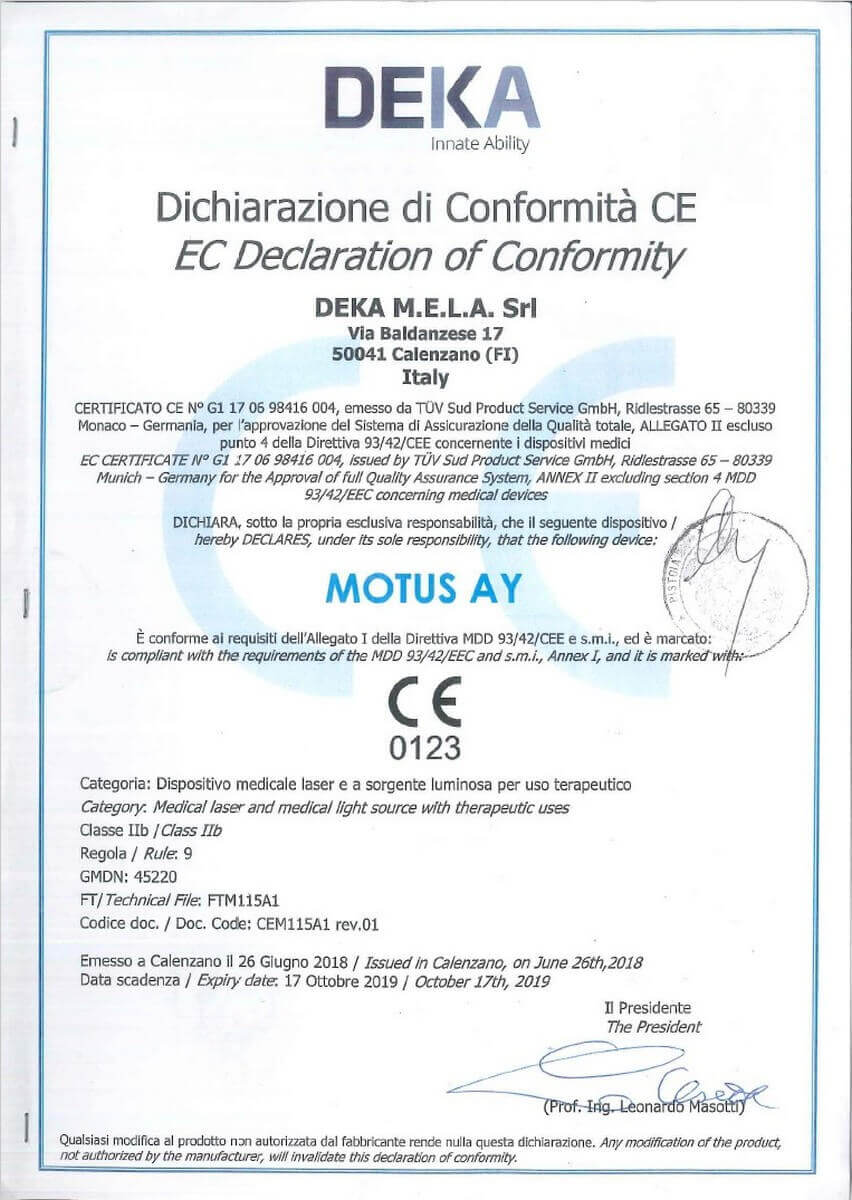 DEKA
Innate Ability
Dichiarazione di Conformità CE
EC Declaration of Conformity
DEKA M.E.L.A. Srl
Via Baldanzese 17
50041 Calenzano (FI)
Italy
CERTIFICATO CE N° G1 17 06 98416 004, emesso da TÜV Sud Product Service GmbH, Ridlestrasse 65 – 80339
Monaco – Germania, per l'approvazione del Sistema di Assicurazione della Qualità totale, ALLEGATO II escluso
punto 4 della Direttiva 93/42/CEE concernente i dispositivi medici
EC CERTIFICATE N° G1 17 06 98416 004, issued by TÜV Sud Product Service GmbH, Ridlestrasse 65 – 80339
Munich – Germany for the Approval of full Quality Assurance System, ANNEX II excluding section 4 MDD
93/42/EEC concerning medical devices
DICHIARA, sotto la propria esclusiva responsabilità, che il seguente dispositivo /
hereby DECLARES, under its sole responsibility, that the following device:
PISTOIA
MOTUS AY
È conforme ai requisiti dell'Allegato I della Direttiva MDD 93/42/CEE e s.m.i., ed è marcato:
is compliant with the requirements of the MDD 93/42/EEC and s.m.i., Annex I, and it is marked with:
CE
0123
Categoria: Dispositivo medicale laser e a sorgente luminosa per uso terapeutico
Category: Medical laser and medical light source with therapeutic uses
Classe IIb / Class IIb
Regola / Rule: 9
GMDN: 45220
FT/Technical File: FTM115A1
Codice doc. / Doc. Code: CEM115A1 rev.01
Emesso a Calenzano il 26 Giugno 2018 / Issued in Calenzano, on June 26th,2018
Data scadenza / Expiry date: 17 Ottobre 2019 / October 17th, 2019
Il Presidente
The President
(Prof. Ing. Leonardo Masotti)
Qualsiasi modifica al prodotto non autorizzata dal fabbricante rende nulla questa dichiarazione. Any modification of the product,
not authorized by the manufacturer, will invalidate this declaration of conformity.